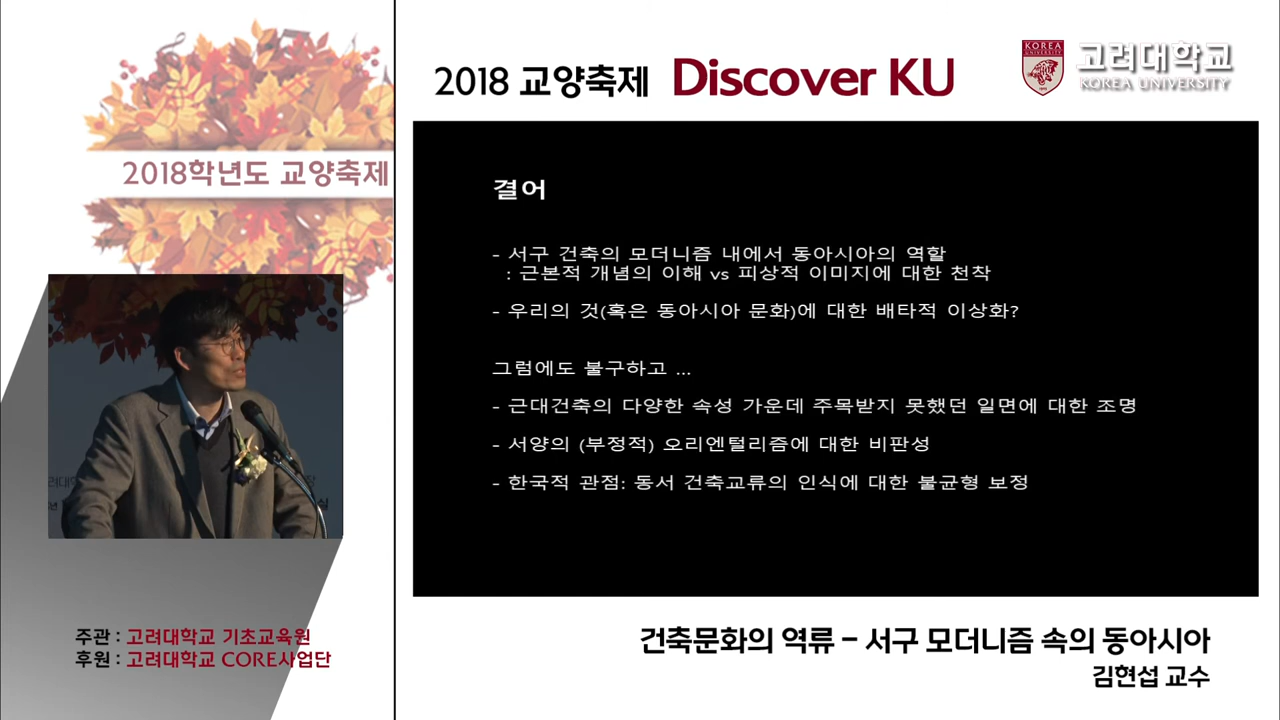 2018 교양축제 Discover KU
KOREA
UNIVERSITY
고려대학교
KOREA UNIVERSITY
2018학년도 교양축제
결어
- 서구 건축의 모더니즘 내에서 동아시아의 역할
: 근본적 개념의 이해 vs 피상적 이미지에 대한 천착
- 우리의 것(혹은 동아시아 문화)에 대한 배타적 이상화?
그럼에도 불구하고 ...
- 근대건축의 다양한 속성 가운데 주목받지 못했던 일면에 대한 조명
- 서양의 (부정적) 오리엔털리즘에 대한 비판성
- 한국적 관점: 동서 건축교류의 인식에 대한 불균형 보정
주관 : 고려대학교 기초교육원
후원 : 고려대학교 CORE사업단
건축문화의 역류 – 서구 모더니즘 속의 동아시아
김현섭 교수